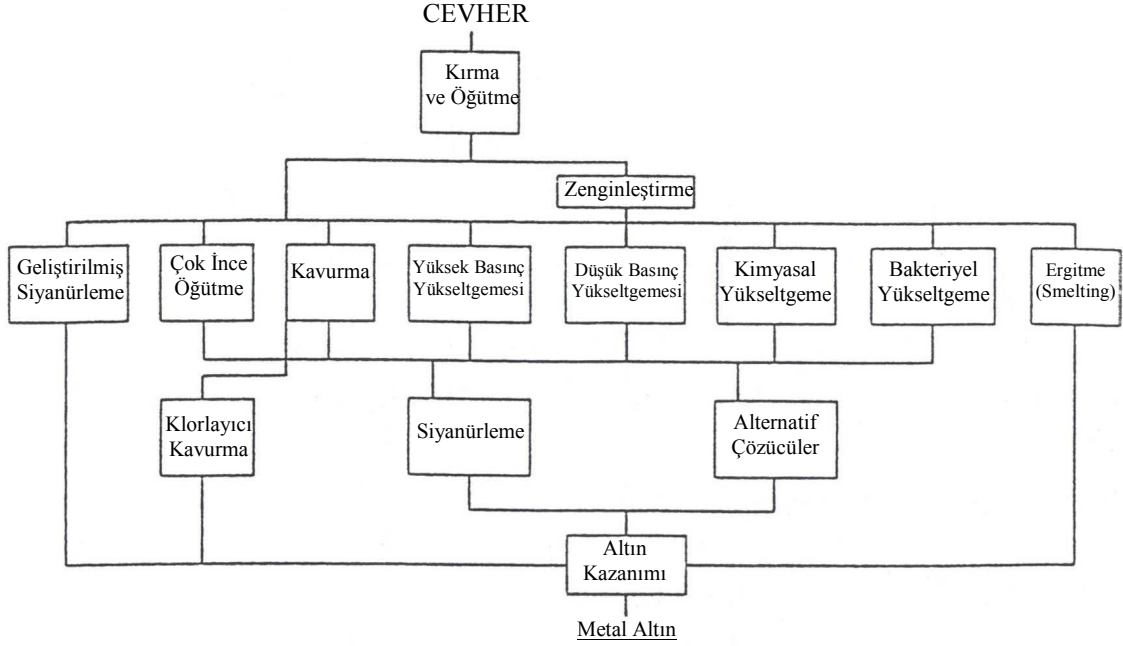 CEVHER
Kırma
ve Öğütme
Zenginleştirme
Geliştirilmiş
Siyanürleme
Çok İnce
Öğütme
Kavurma
Yüksek Basınç
Yükseltgemesi
Düşük Basınç
Yükseltgemesi
Kimyasal
Yükseltgeme
Bakteriyel
Yükseltgeme
Ergitme
(Smelting)
Klorlayıcı
Kavurma
Siyanürleme
Alternatif
Çözücüler
Altın
Kazanımı
Metal Altın